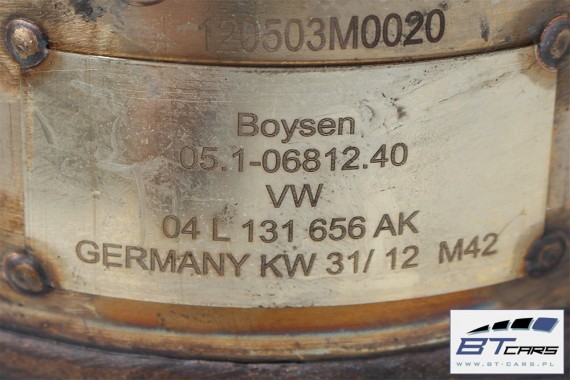 120503M0020
Boysen
05.1-06812.40
VW
04 L 131 656 AK
GERMANY KW 31/ 12 M42
BT CARS
WWW.BT-CARS.PL